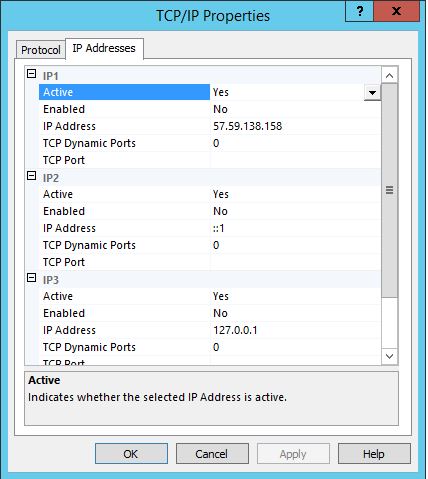 TCP/IP Properties
? x
Protocol IP Addresses
IP1
Active Yes
Enabled No
IP Address 57.59.138.158
TCP Dynamic Ports 0
TCP Port
IP2
Active Yes
Enabled No
IP Address ::1
TCP Dynamic Ports 0
TCP Port
IP3
Active Yes
Enabled No
IP Address 127.0.0.1
TCP Dynamic Ports 0
TCP Port
Active
Indicates whether the selected IP Address is active.
OK Cancel Apply Help